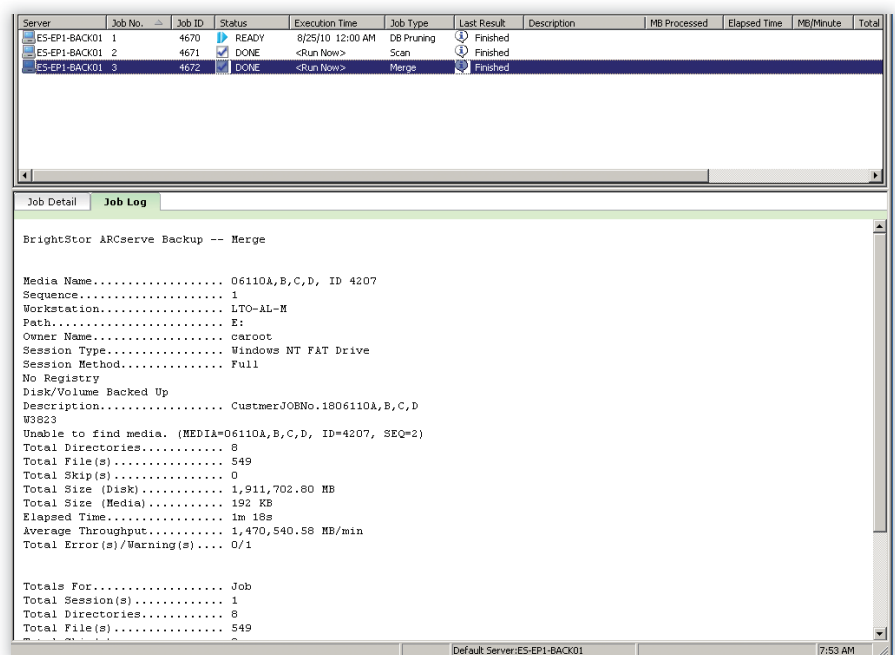 Server Job No. Job ID Status Execution Time Job Type Last Result Description MB Processed Elapsed Time MB/Minute Total
ES-EP1-BACK01 1 4670 READY 8/25/10 12:00 AM DB Pruning Finished
ES-EP1-BACK01 2 4671 DONE <Run Now> Scan Finished
ES-EP1-BACK01 3 4672 DONE <Run Now> Merge Finished
Job Detail Job Log
BrightStor ARCserve Backup -- Merge
Media Name.................... 06110A,B,C,D, ID 4207
Sequence...................... 1
Workstation................... LTO-AL-M
Path.......................... E:
Owner Name.................... caroot
Session Type................. Windows NT FAT Drive
Session Method............... Full
No Registry
Disk/Volume Backed Up
Description.................. CustmerJOBNo.1806110A,B,C,D
W3823
Unable to find media. (MEDIA=06110A,B,C,D, ID=4207, SEQ=2)
Total Directories............ 8
Total File(s)................ 549
Total Skip(s)................ 0
Total Size (Disk)............ 1,911,702.80 MB
Total Size (Media)........... 192 KB
Elapsed Time................. 1m 18s
Average Throughput........... 1,470,540.58 MB/min
Total Error(s)/Warning(s).... 0/1
Totals For................... Job
Total Session(s)............. 1
Total Directories............ 8
Total File(s)................ 549
Default Server:ES-EP1-BACK01 7:53 AM